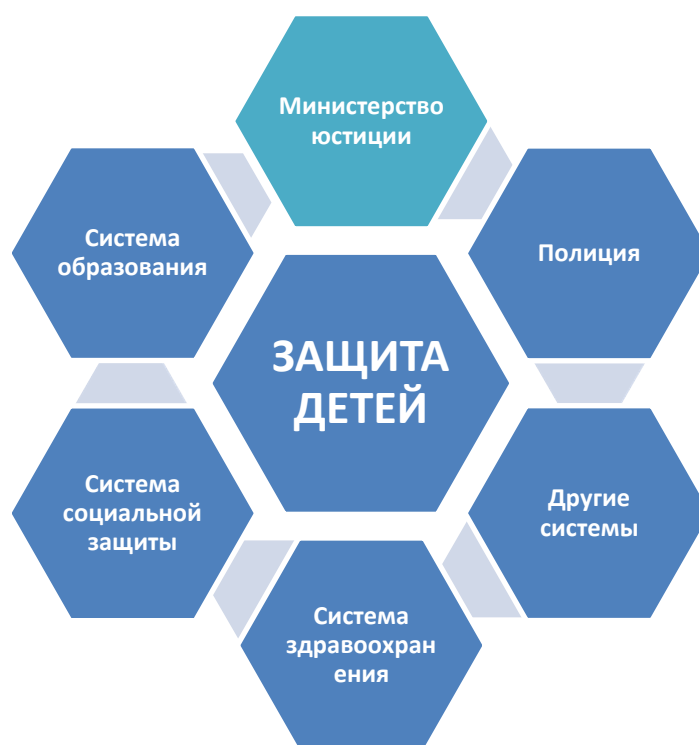 Министерство
юстиции
Система
образования
Полиция
ЗАЩИТА
ДЕТЕЙ
Система
социальной
защиты
Другие
системы
Система
здравоохран
ения